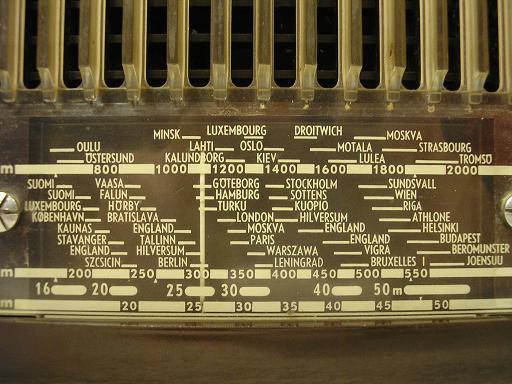 MINSK LUXEMBOURG DROITWICH MOSKVA
OULU LAHTI OSLO MOTALA STRASBOURG
ÖSTERSUND KALUNDBORG KIEV LULEA TROMSÖ
m 800 1000 1200 1400 1600 1800 2000
SUOMI VAASA GÖTEBORG STOCKHOLM SUNDSVALL
SUOMI FALUN HAMBURG SOTTENS WIEN
LUXEMBOURG HÖRBY TURKU KUOPIO RIGA
KØBENHAVN BRATISLAVA LONDON HILVERSUM ATHLONE
KAUNAS ENGLAND MOSKVA ENGLAND HELSINKI
STAVANGER TALLINN PARIS ENGLAND BUDAPEST
ENGLAND HILVERSUM WARSZAWA VIGRA BEROMUNSTER
SZCSICIN BERLIN LENINGRAD BRUXELLES I JOENSUU
m 200 250 300 350 400 450 500 550
16 20 25 30 40 50 m
m 20 25 30 35 40 45 50